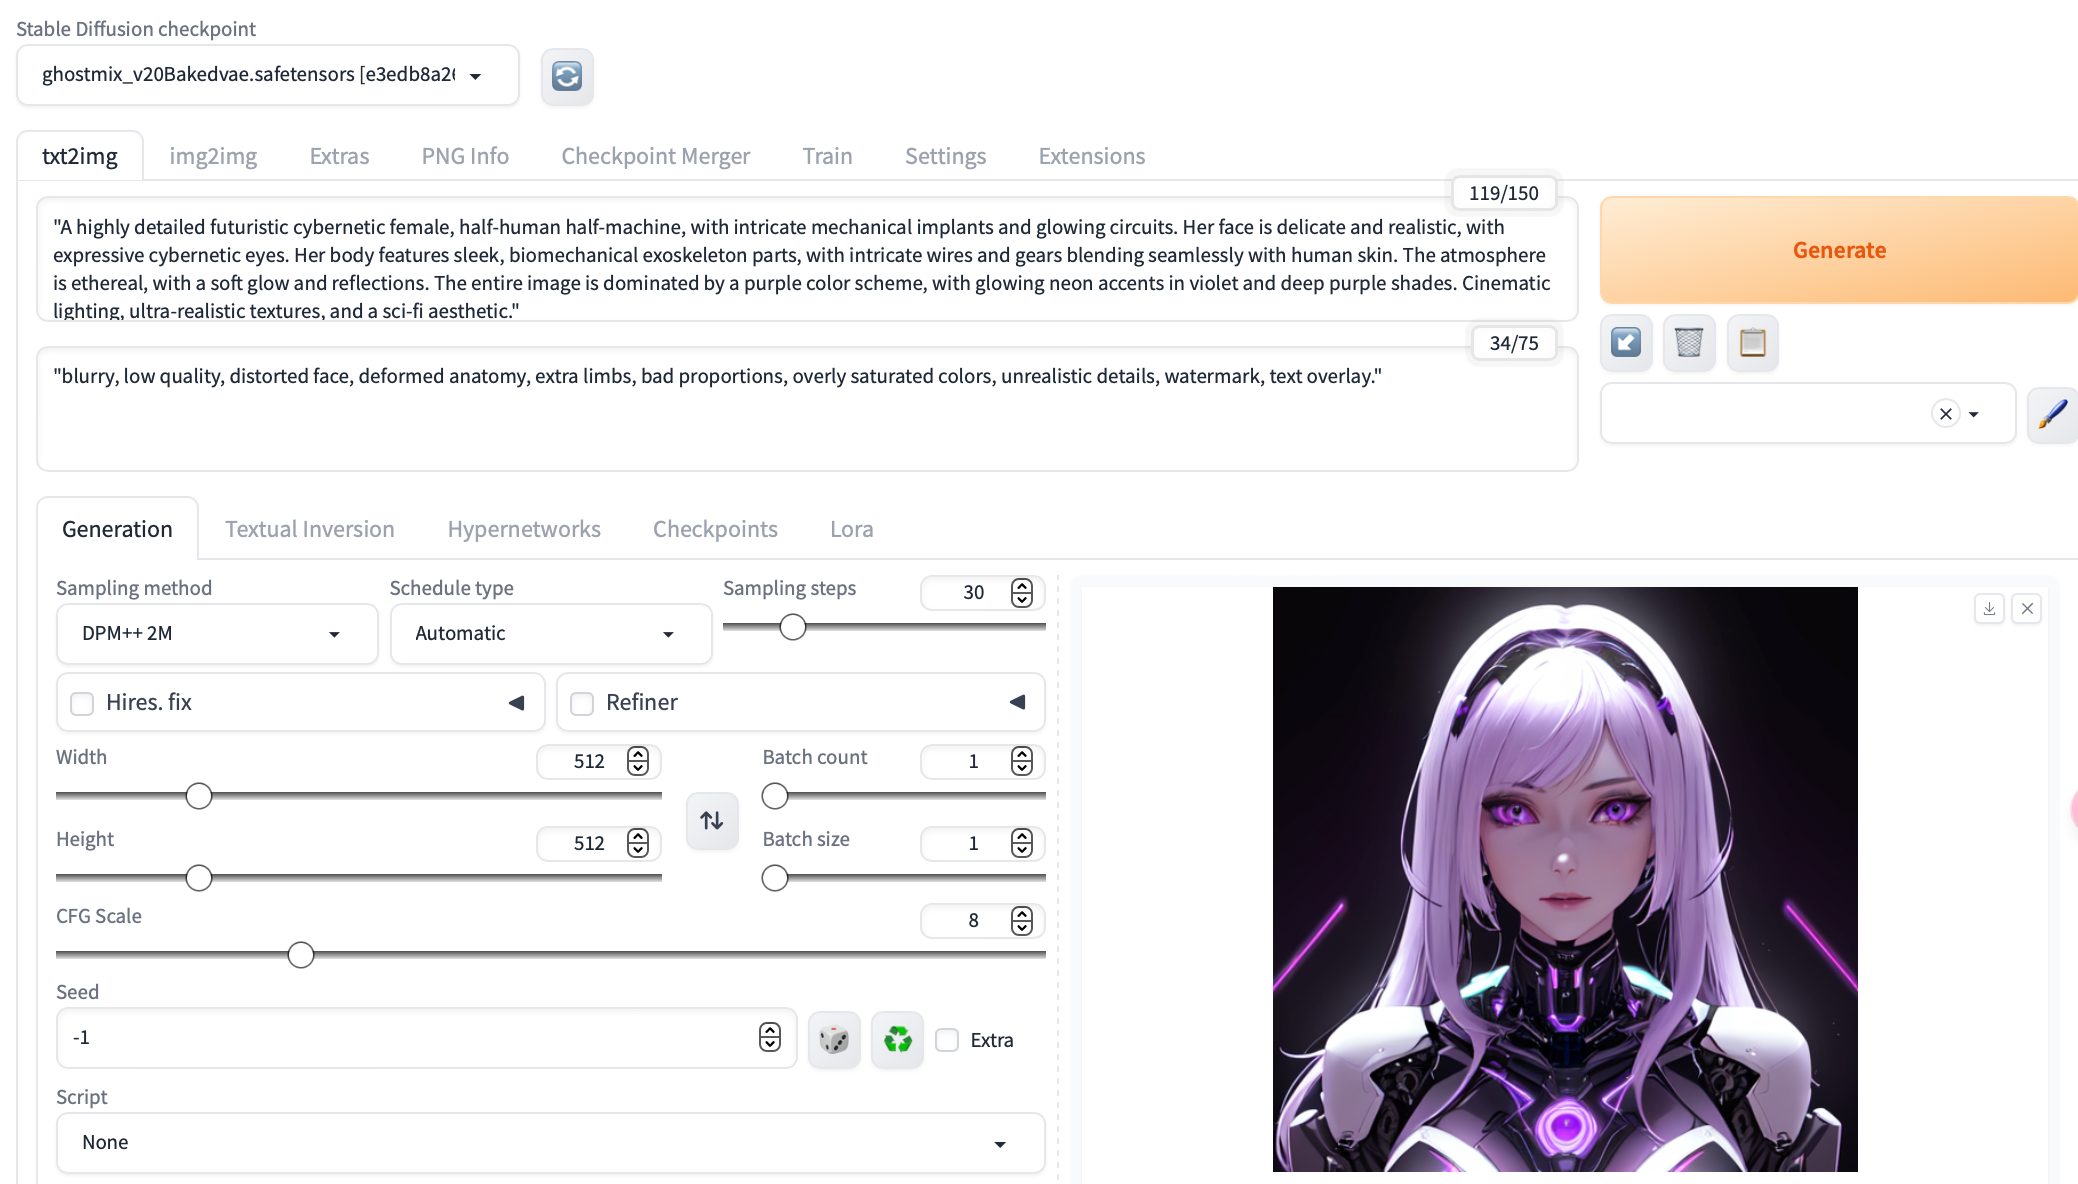 Stable Diffusion checkpoint
ghostmix_v20Bakedvae.safetensors [e3edb8a26
txt2img img2img Extras PNG Info Checkpoint Merger Train Settings Extensions
119/150
"A highly detailed futuristic cybernetic female, half-human half-machine, with intricate mechanical implants and glowing circuits. Her face is delicate and realistic, with
expressive cybernetic eyes. Her body features sleek, biomechanical exoskeleton parts, with intricate wires and gears blending seamlessly with human skin. The atmosphere
is ethereal, with a soft glow and reflections. The entire image is dominated by a purple color scheme, with glowing neon accents in violet and deep purple shades. Cinematic
lighting, ultra-realistic textures, and a sci-fi aesthetic."
Generate
34/75
"blurry, low quality, distorted face, deformed anatomy, extra limbs, bad proportions, overly saturated colors, unrealistic details, watermark, text overlay."
Generation Textual Inversion Hypernetworks Checkpoints Lora
Sampling method Schedule type Sampling steps 30
DPM++ 2M Automatic
Hires. fix Refiner
Width 512 Batch count 1
Height 512 Batch size 1
CFG Scale 8
Seed
-1 Extra
Script
None